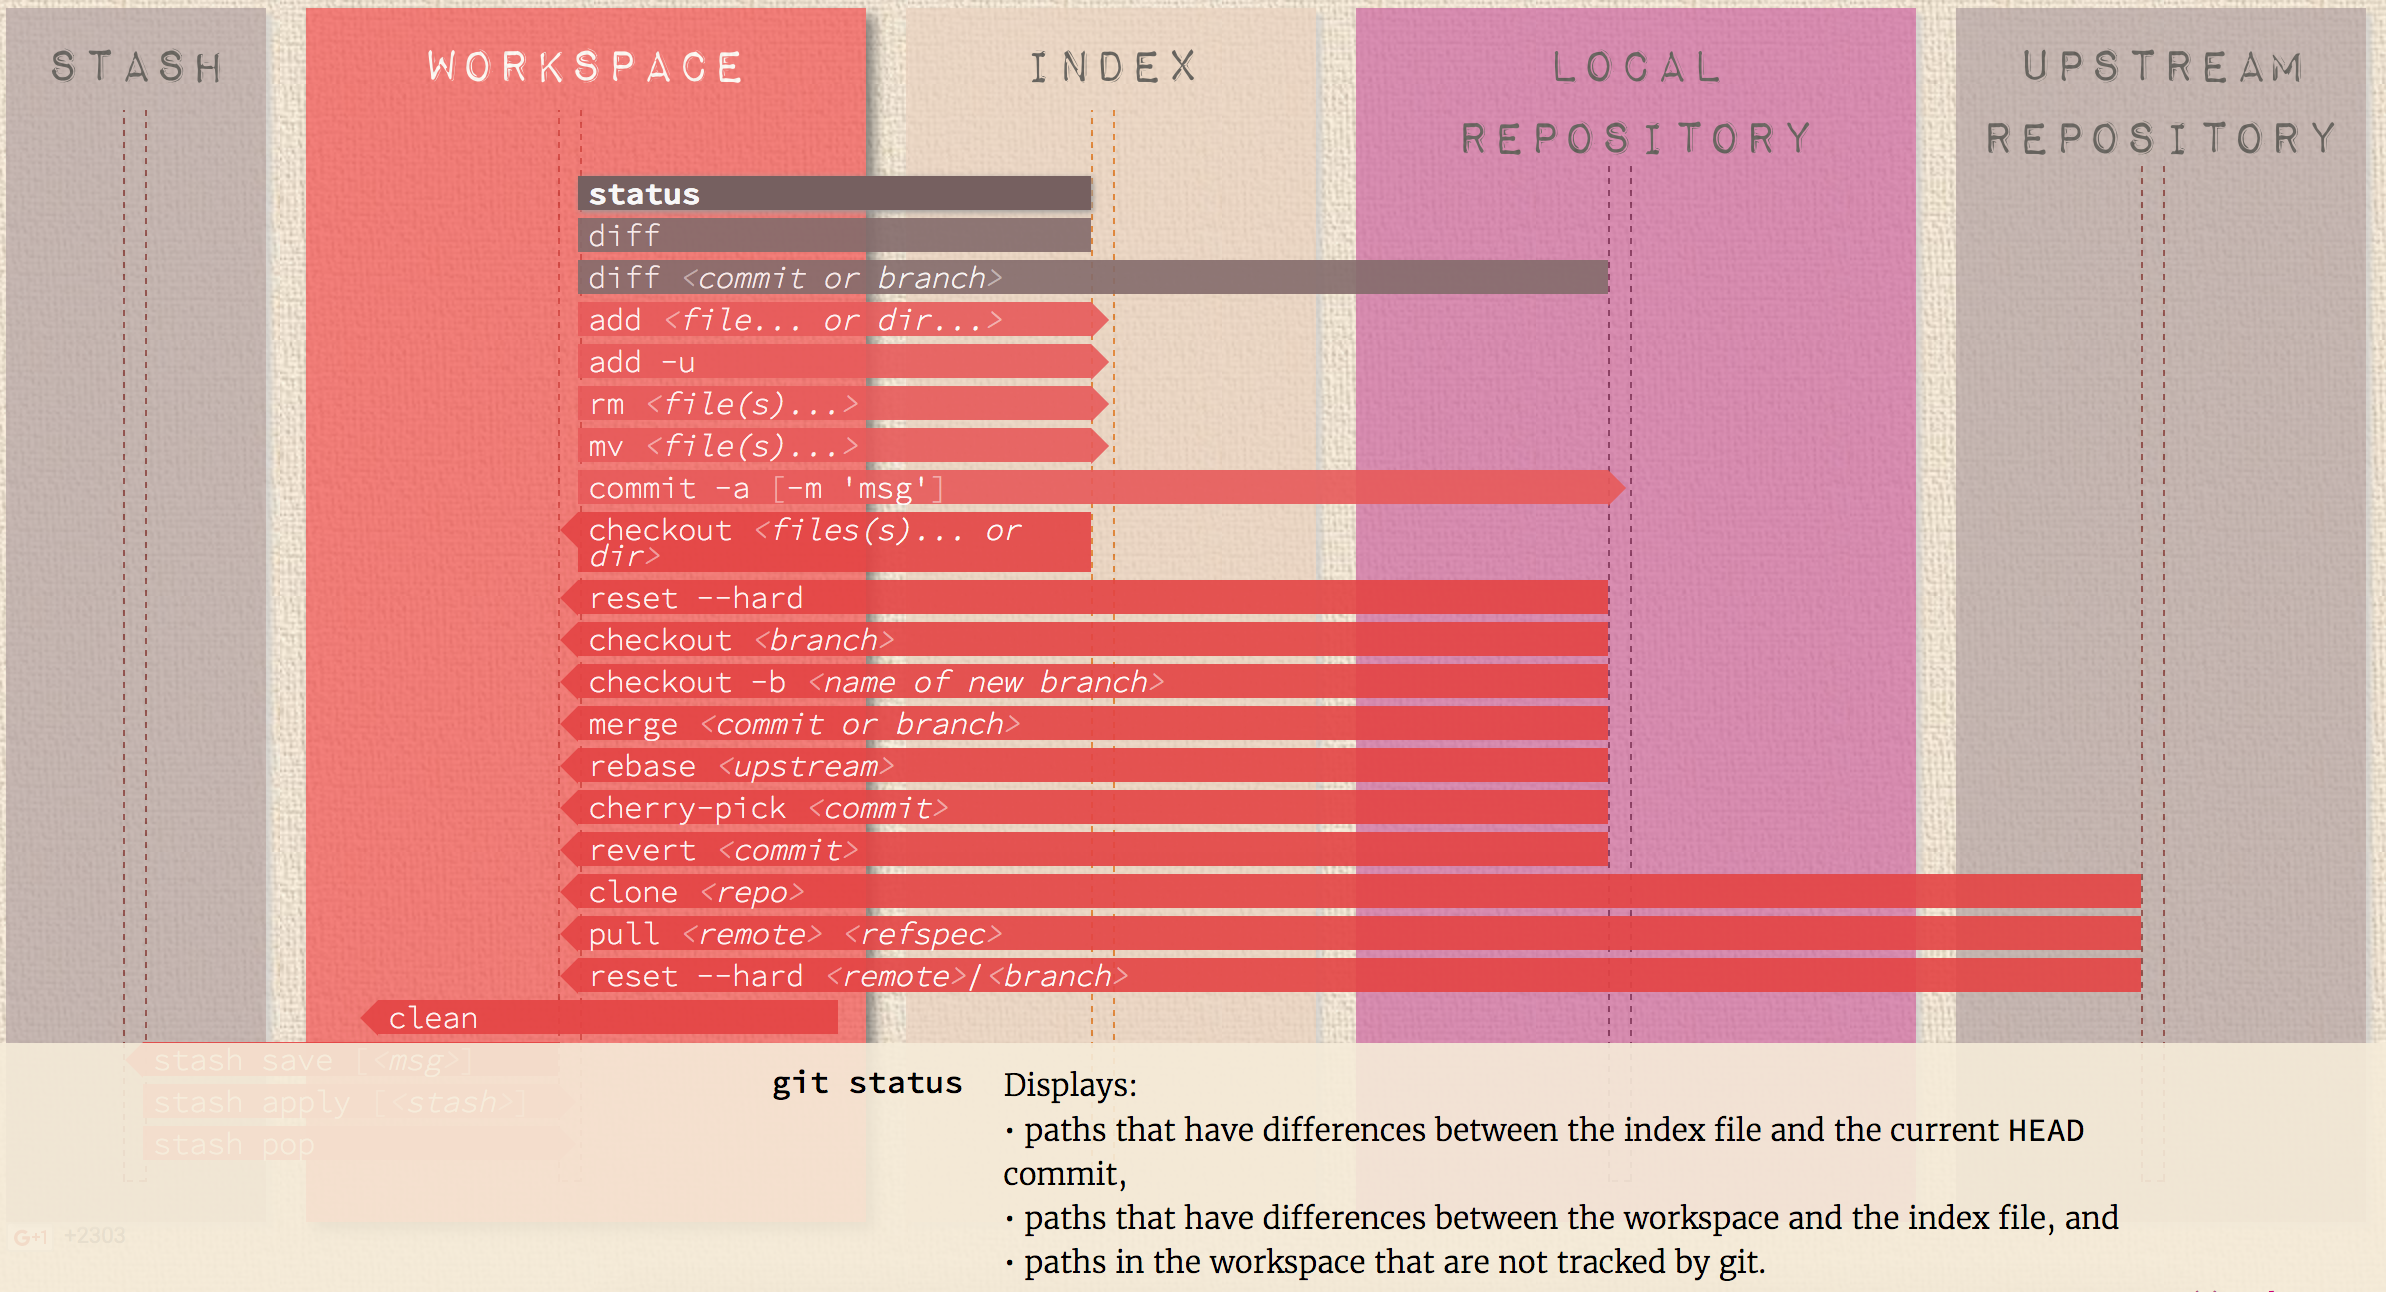 STASH
WORKSPACE
INDEX
LOCAL
REPOSITORY
UPSTREAM
REPOSITORY
status
diff
diff <commit or branch>
add <file... or dir...>
add -u
rm <file(s)...>
mv <file(s)...>
commit -a [-m 'msg']
checkout <files(s)... or
dir>
reset --hard
checkout <branch>
checkout -b <name of new branch>
merge <commit or branch>
rebase <upstream>
cherry-pick <commit>
revert <commit>
clone <repo>
pull <remote> <refspec>
reset --hard <remote>/<branch>
clean
stash save [<msg>]
stash apply [<stash>]
stash pop
G+1 +2303
git status
Displays:
· paths that have differences between the index file and the current HEAD
commit,
· paths that have differences between the workspace and the index file, and
· paths in the workspace that are not tracked by git.